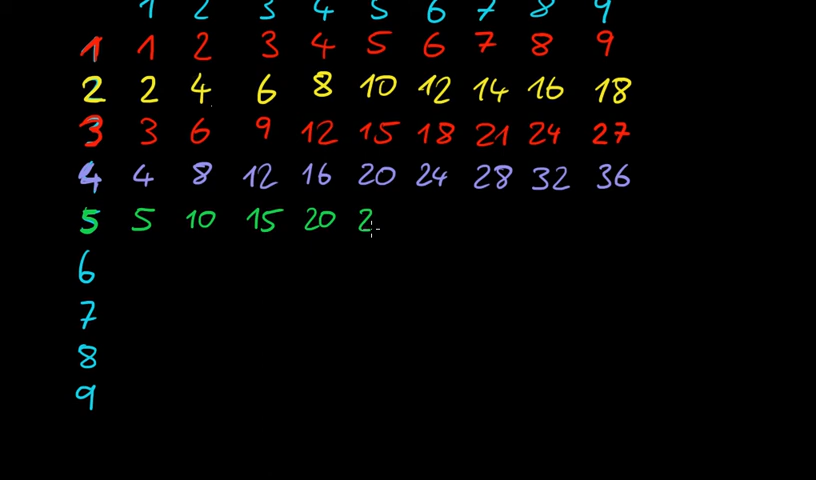 1 2 3 4 5 6 7 8 9
1 1 2 3 4 5 6 7 8 9
2 2 4 6 8 10 12 14 16 18
3 3 6 9 12 15 18 21 24 27
4 4 8 12 16 20 24 28 32 36
5 5 10 15 20 2
6
7
8
9